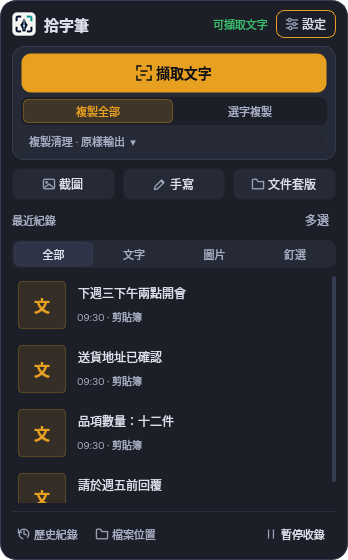 拾字筆
可擷取文字
設定
擷取文字
複製全部
選字複製
複製清理 · 原樣輸出 ▾
截圖
手寫
文件套版
最近紀錄
多選
全部
文字
圖片
釘選
文
下週三下午兩點開會
09:30 · 剪貼簿
文
送貨地址已確認
09:30 · 剪貼簿
文
品項數量：十二件
09:30 · 剪貼簿
文
請於週五前回覆
歷史紀錄
檔案位置
暫停收錄